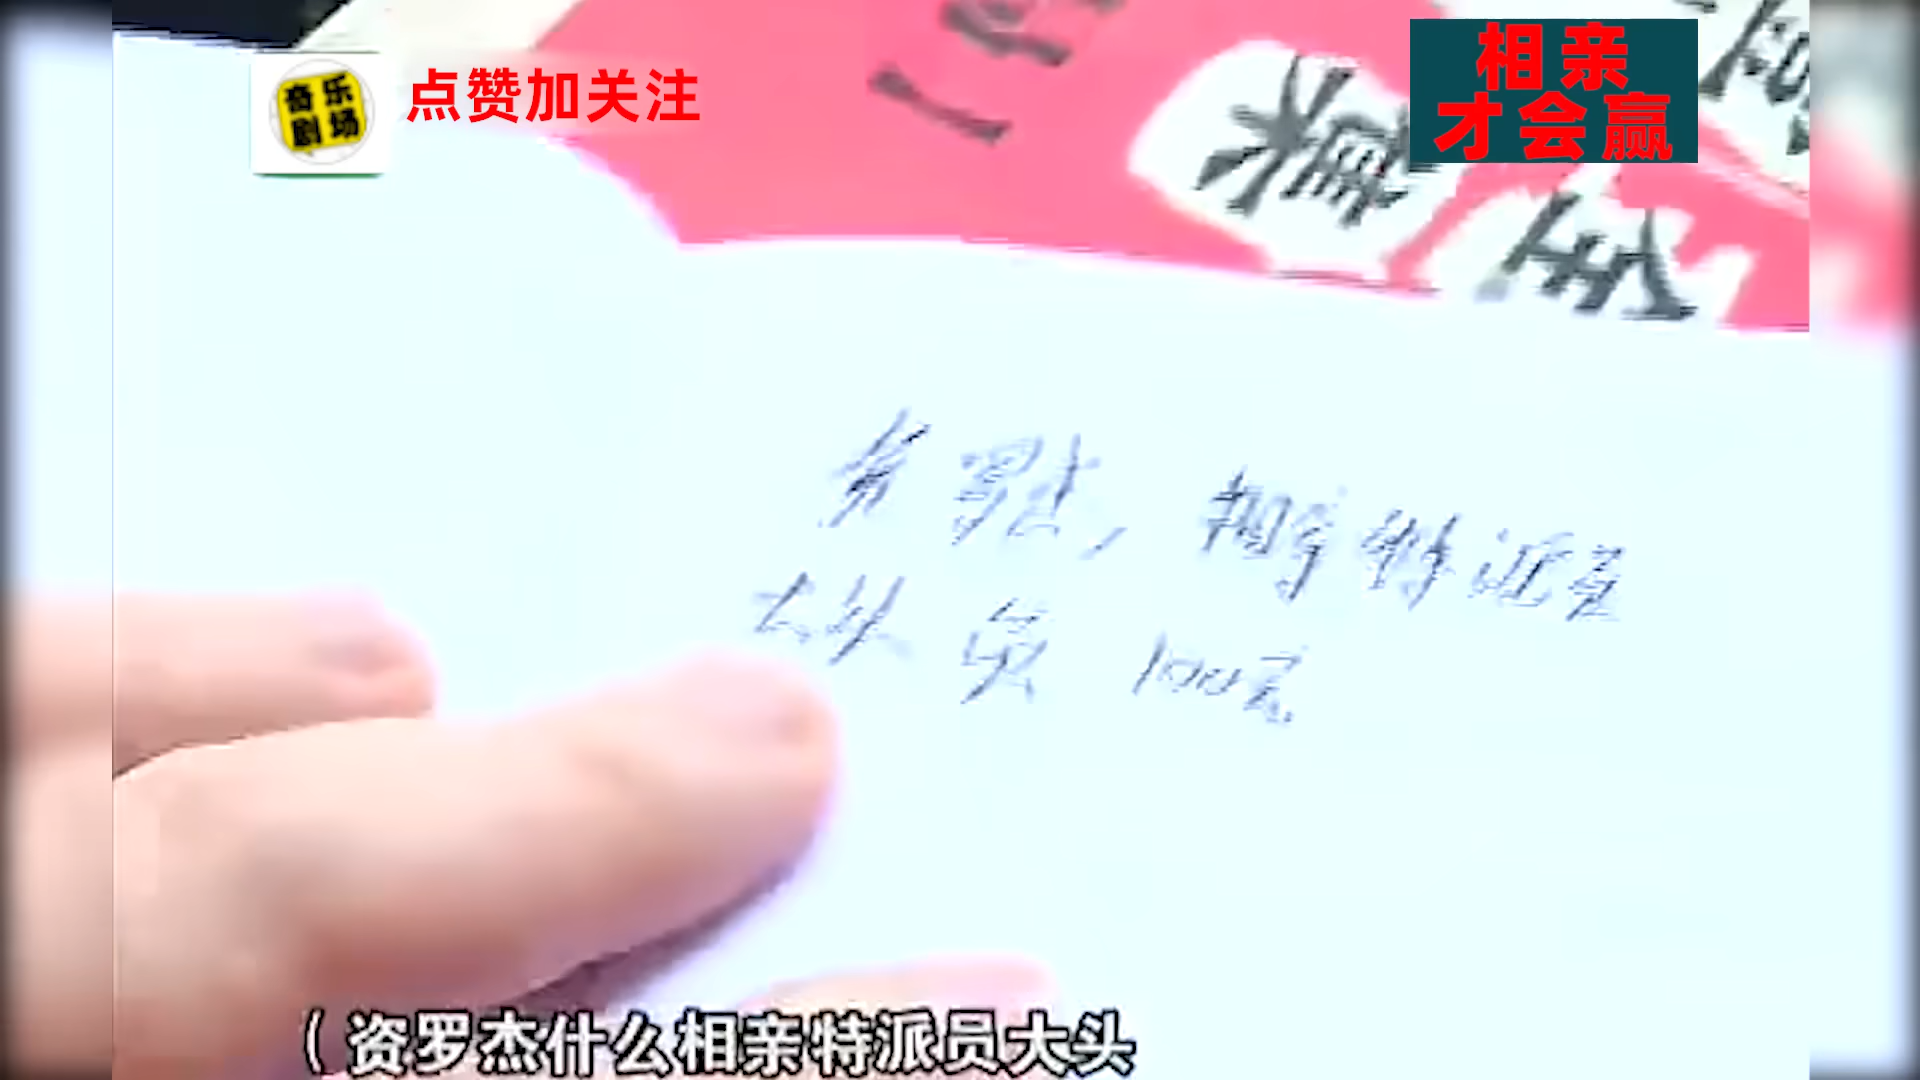 奇乐
剧场
点赞加关注
相亲
才会赢
罗杰，相亲特派员
大头 贷 100元
（资罗杰什么相亲特派员大头